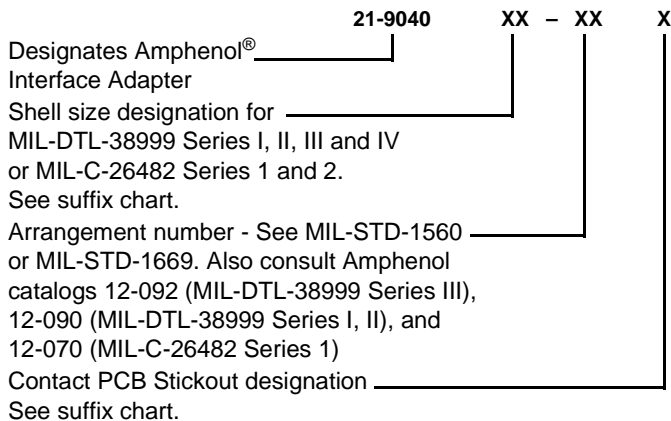 21-9040 XX – XX X
Designates Amphenol®
Interface Adapter
Shell size designation for
MIL-DTL-38999 Series I, II, III and IV
or MIL-C-26482 Series 1 and 2.
See suffix chart.
Arrangement number - See MIL-STD-1560
or MIL-STD-1669. Also consult Amphenol
catalogs 12-092 (MIL-DTL-38999 Series III),
12-090 (MIL-DTL-38999 Series I, II), and
12-070 (MIL-C-26482 Series 1)
Contact PCB Stickout designation
See suffix chart.